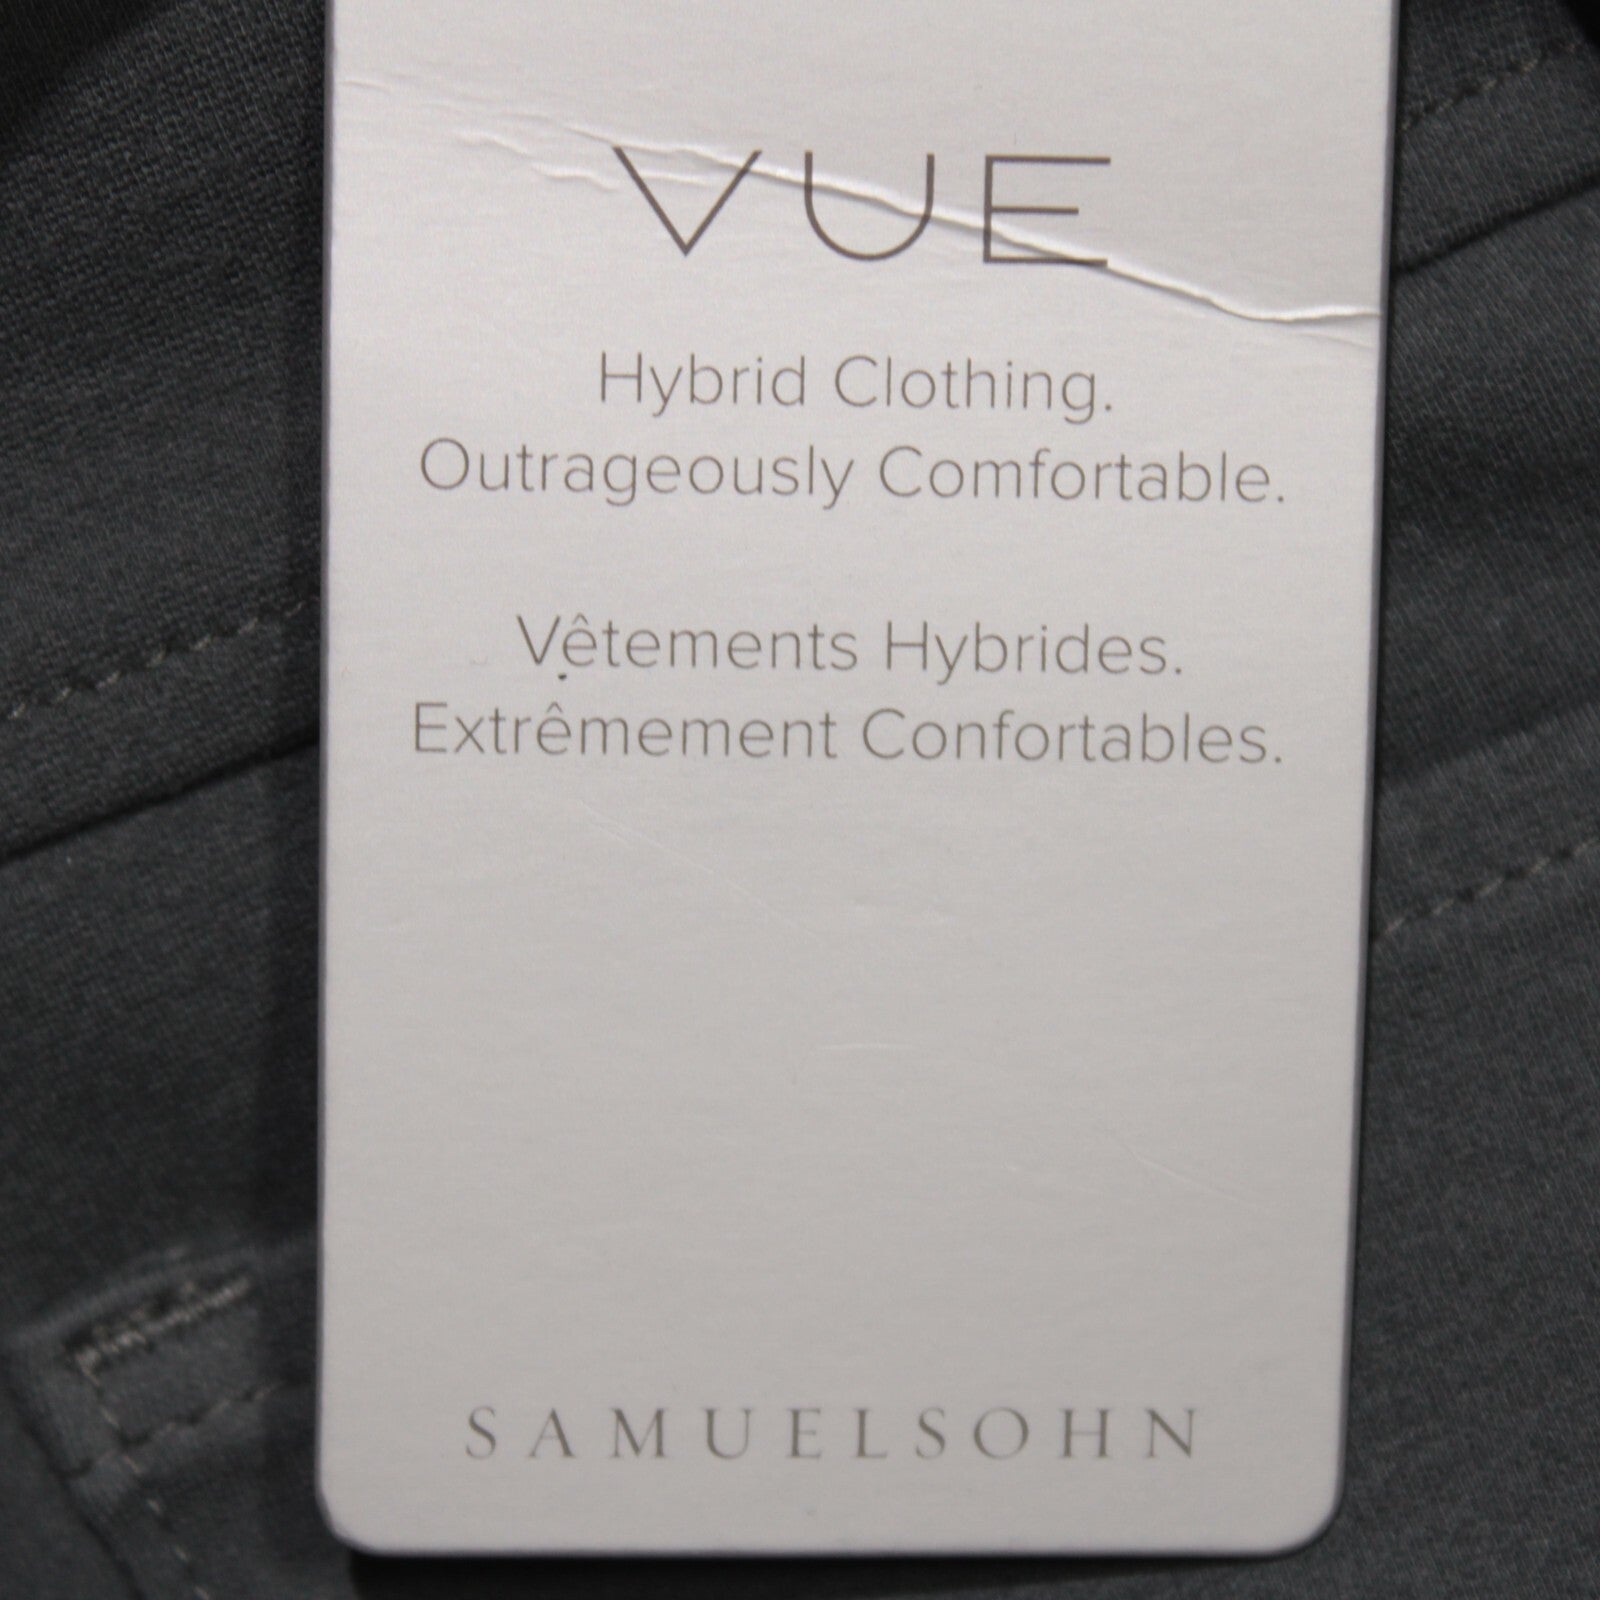 VUE
Hybrid Clothing.
Outrageously Comfortable.
Vêtements Hybrides.
Extrêmement Confortables.
SAMUELSOHN